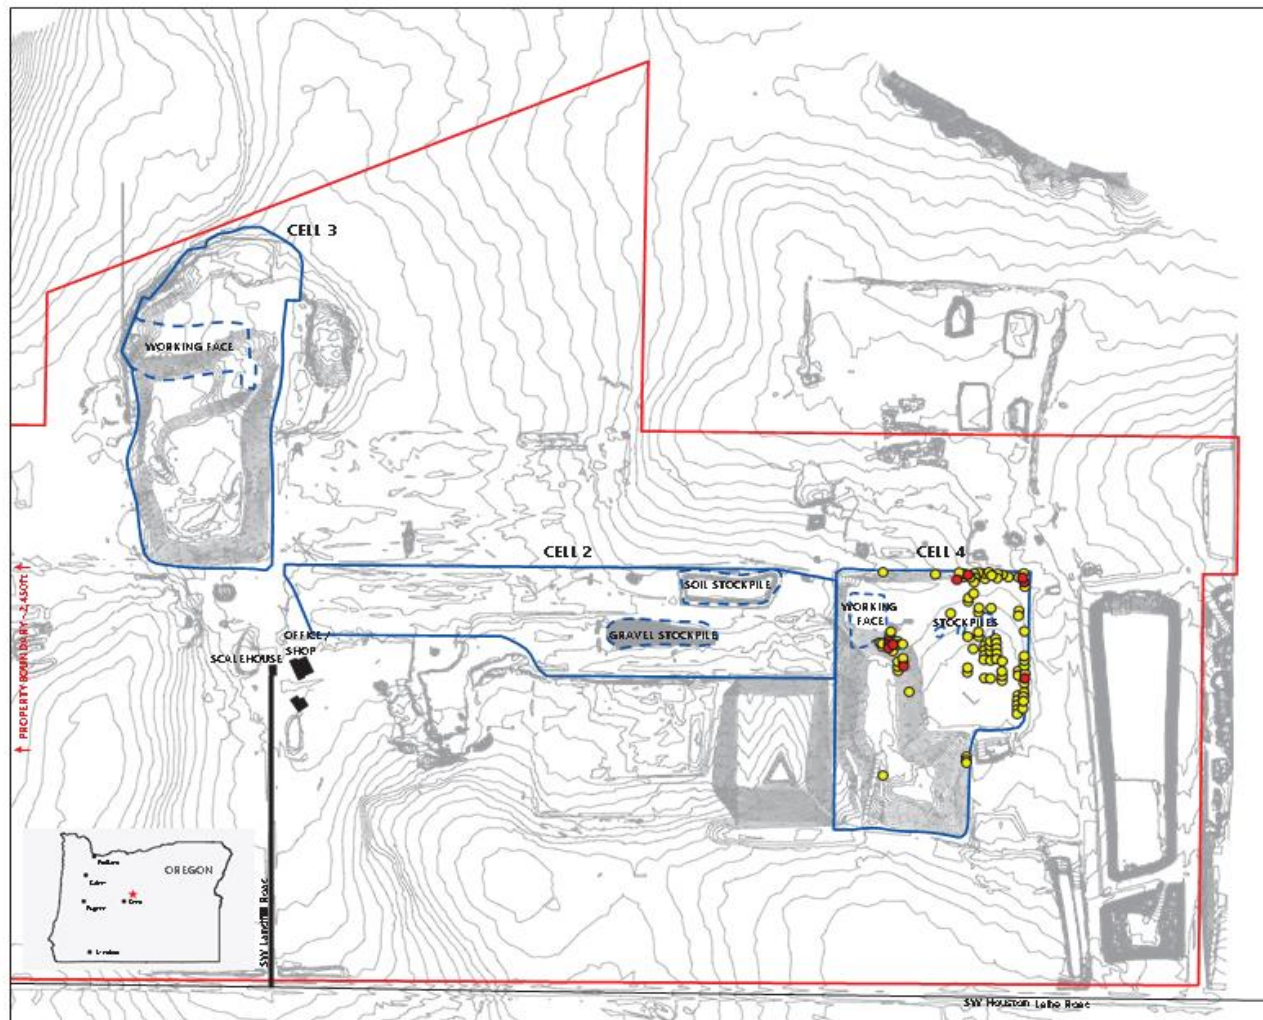 CELL 3
WORKING FACE
CELL 2
CELL 4
SOIL STOCKPILE
WORKING
FACE
STOCKPILES
GRAVEL STOCKPILE
OFFICE /
SHOP
SCALEHOUSE
PROPERTY BOUNDARY ~2,450ft
OREGON
SW Landfill Road
SW Houston Lake Road